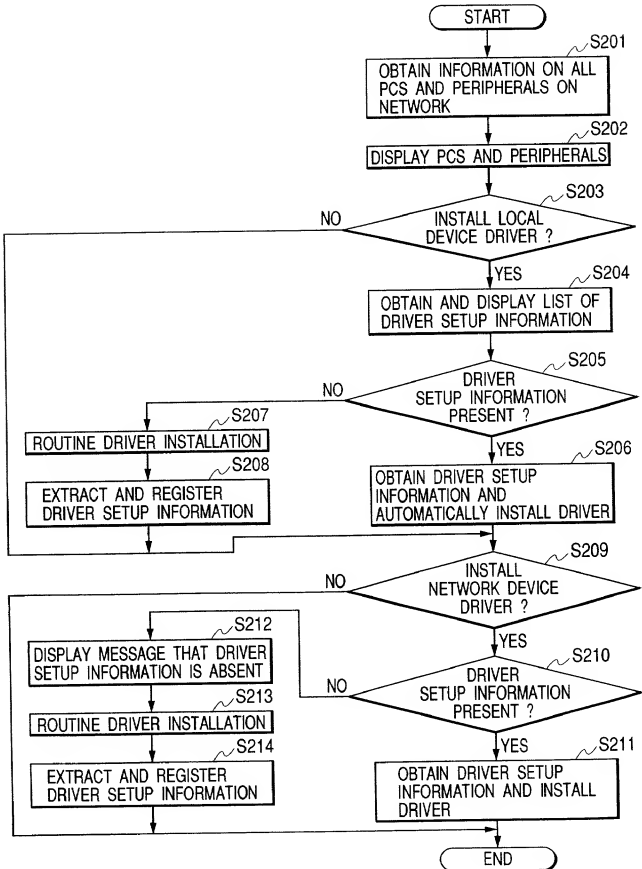 START
S201
OBTAIN INFORMATION ON ALL
PCS AND PERIPHERALS ON
NETWORK
S202
DISPLAY PCS AND PERIPHERALS
S203
INSTALL LOCAL
DEVICE DRIVER ?
NO
YES
S204
OBTAIN AND DISPLAY LIST OF
DRIVER SETUP INFORMATION
S205
DRIVER
SETUP INFORMATION
PRESENT ?
NO
YES
S207
ROUTINE DRIVER INSTALLATION
S208
EXTRACT AND REGISTER
DRIVER SETUP INFORMATION
S206
OBTAIN DRIVER SETUP
INFORMATION AND
AUTOMATICALLY INSTALL DRIVER
S209
INSTALL
NETWORK DEVICE
DRIVER ?
NO
YES
S212
DISPLAY MESSAGE THAT DRIVER
SETUP INFORMATION IS ABSENT
S210
DRIVER
SETUP INFORMATION
PRESENT ?
NO
YES
S213
ROUTINE DRIVER INSTALLATION
S214
EXTRACT AND REGISTER
DRIVER SETUP INFORMATION
S211
OBTAIN DRIVER SETUP
INFORMATION AND INSTALL
DRIVER
END